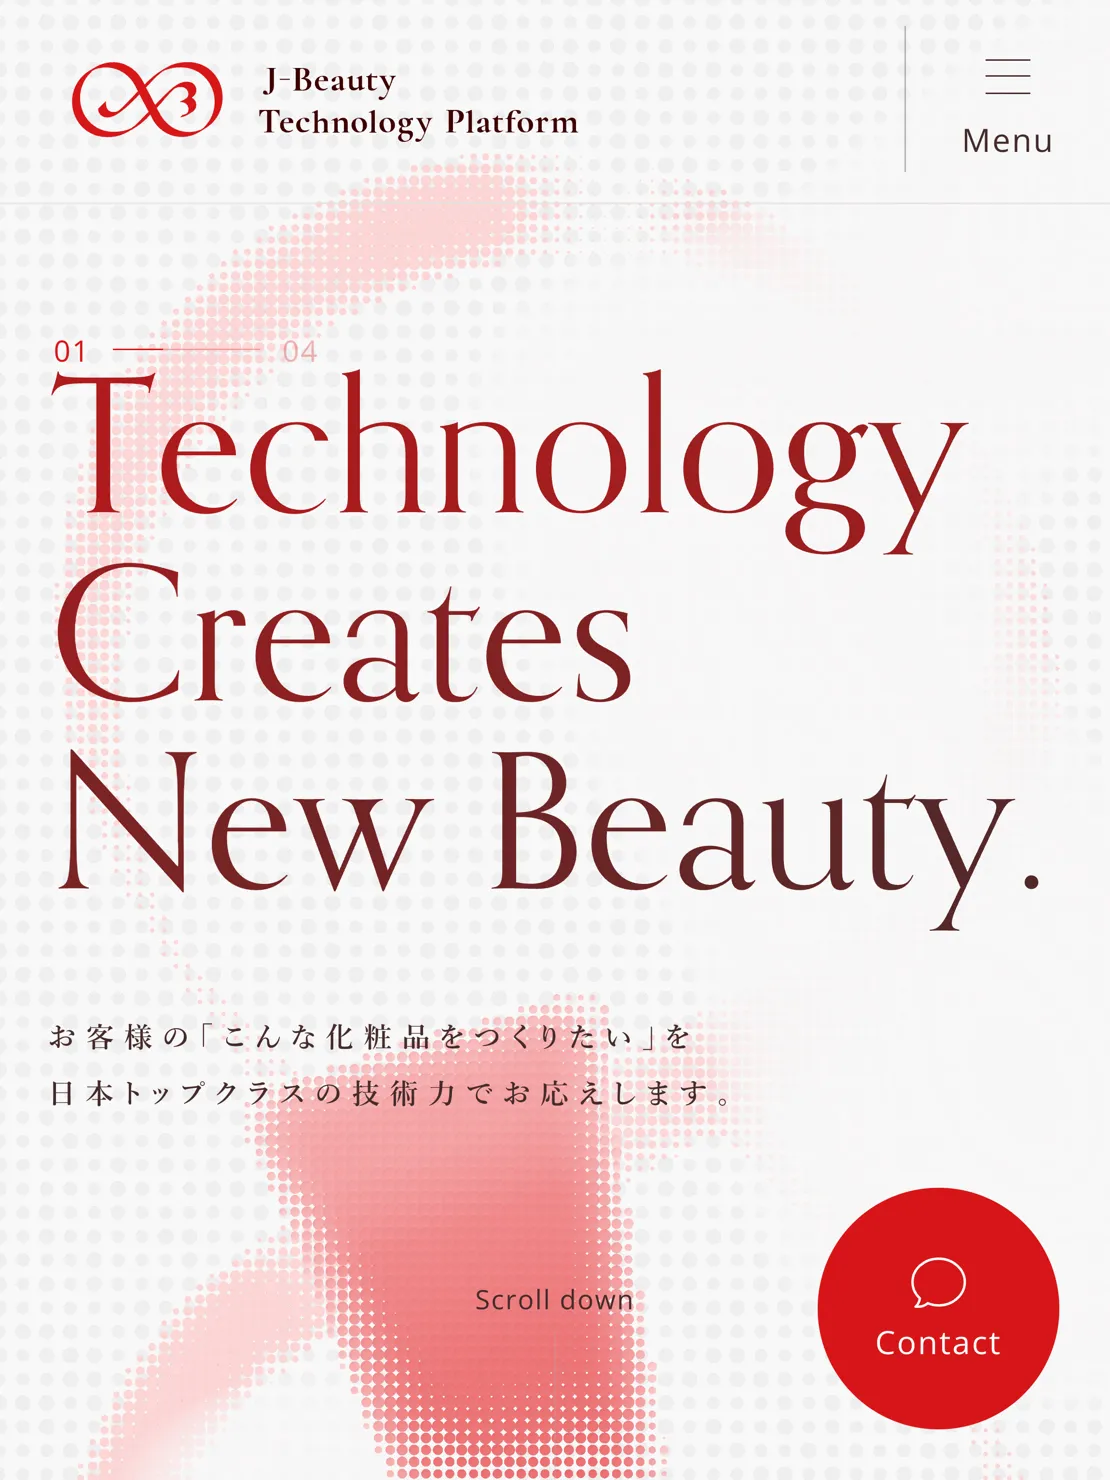 J-Beauty
Technology Platform
Menu
01 04
Technology
Creates
New Beauty.
お客様の「こんな化粧品をつくりたい」を
日本トップクラスの技術力でお応えします。
Scroll down
Contact